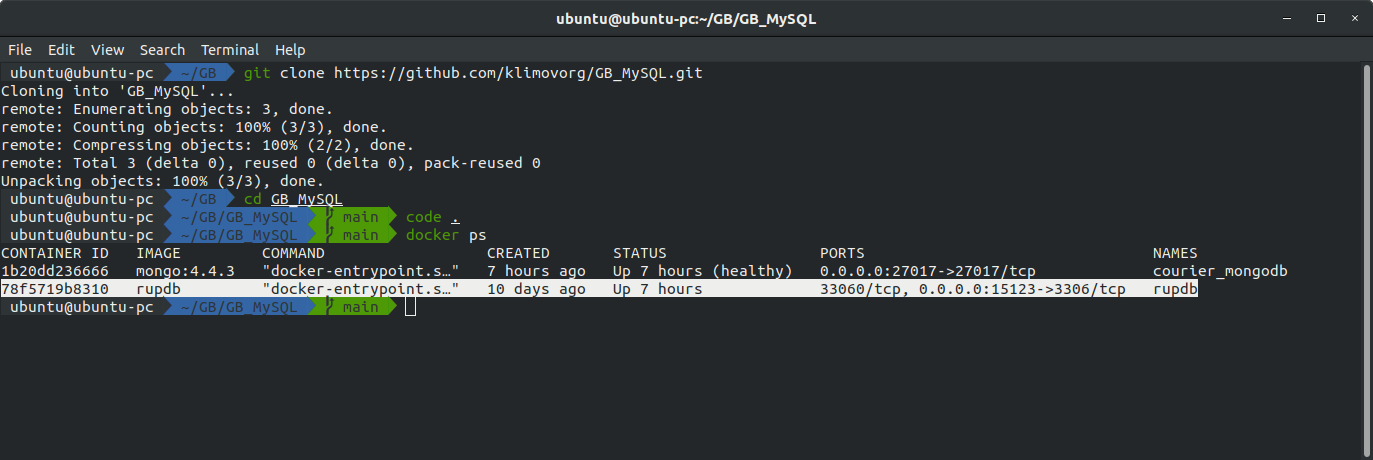 ubuntu@ubuntu-pc:~/GB/GB_MySQL
File Edit View Search Terminal Help
ubuntu@ubuntu-pc ~/GB git clone https://github.com/klimovorg/GB_MySQL.git
Cloning into 'GB_MySQL'...
remote: Enumerating objects: 3, done.
remote: Counting objects: 100% (3/3), done.
remote: Compressing objects: 100% (2/2), done.
remote: Total 3 (delta 0), reused 0 (delta 0), pack-reused 0
Unpacking objects: 100% (3/3), done.
ubuntu@ubuntu-pc ~/GB cd GB_MySQL
ubuntu@ubuntu-pc ~/GB/GB_MySQL main code .
ubuntu@ubuntu-pc ~/GB/GB_MySQL main docker ps
CONTAINER ID IMAGE COMMAND CREATED STATUS PORTS NAMES
1b20dd236666 mongo:4.4.3 "docker-entrypoint.s…" 7 hours ago Up 7 hours (healthy) 0.0.0.0:27017->27017/tcp courier_mongodb
78f5719b8310 rupdb "docker-entrypoint.s…" 10 days ago Up 7 hours 33060/tcp, 0.0.0.0:15123->3306/tcp rupdb
ubuntu@ubuntu-pc ~/GB/GB_MySQL main